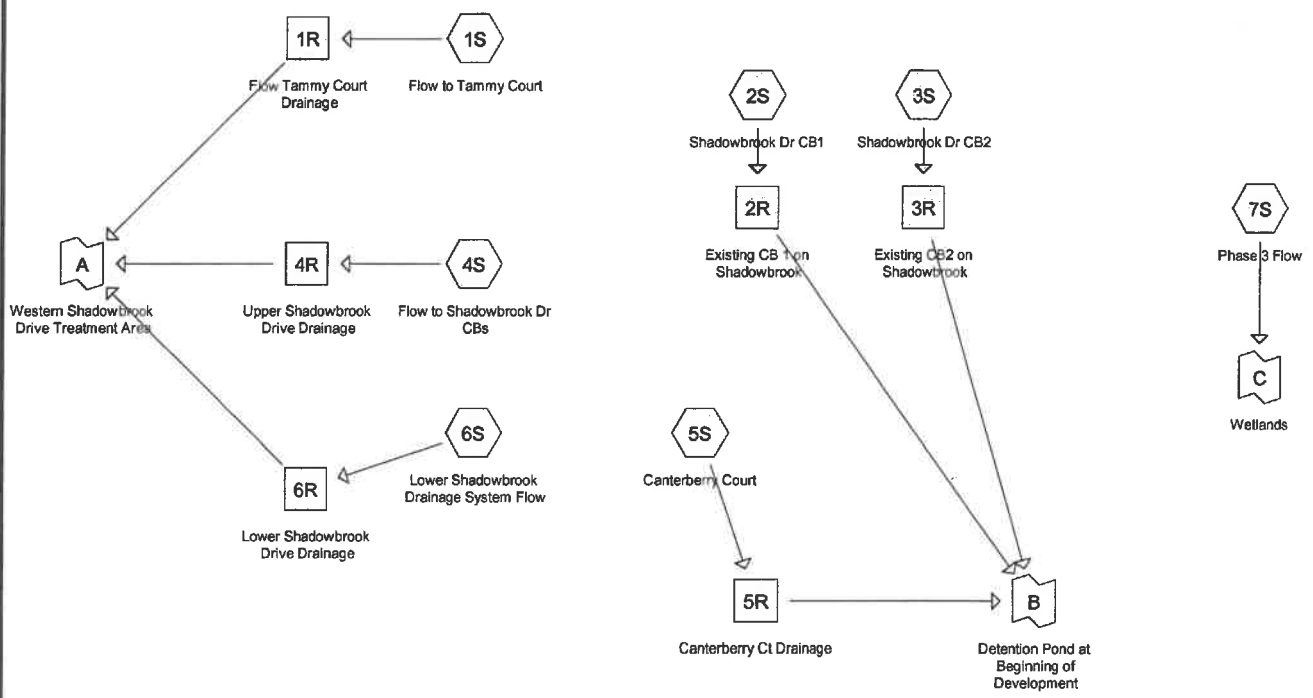 1R
Flow Tammy Court
Drainage
1S
Flow to Tammy Court
2S
Shadowbrook Dr CB1
3S
Shadowbrook Dr CB2
2R
Existing CB 1 on
Shadowbrook
3R
Existing CB2 on
Shadowbrook
7S
Phase 3 Flow
A
Western Shadowbrook
Drive Treatment Area
4R
Upper Shadowbrook
Drive Drainage
4S
Flow to Shadowbrook Dr
CBs
C
Wetlands
6S
Lower Shadowbrook
Drainage System Flow
5S
Canterberry Court
6R
Lower Shadowbrook
Drive Drainage
5R
Canterberry Ct Drainage
B
Detention Pond at
Beginning of
Development